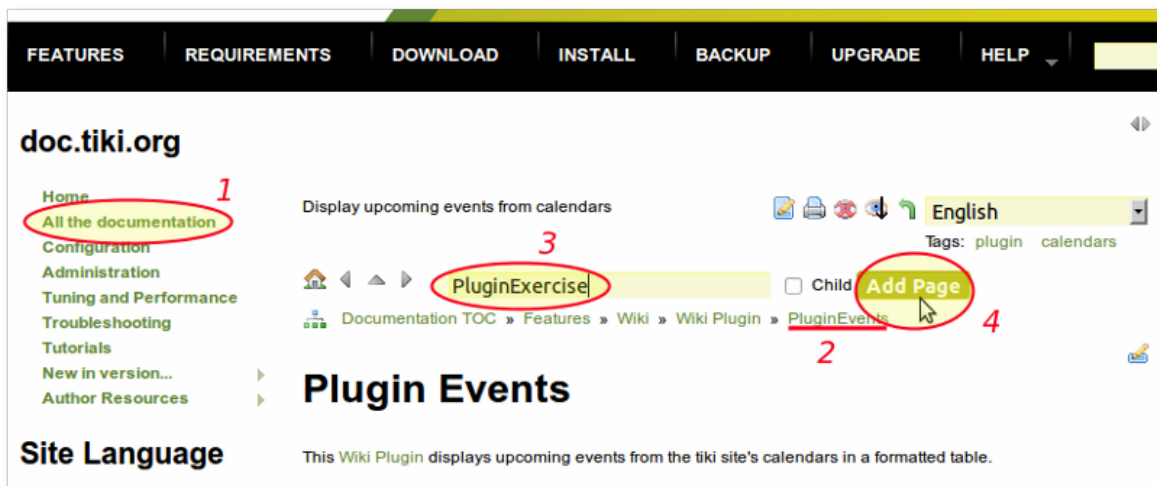 FEATURES REQUIREMENTS DOWNLOAD INSTALL BACKUP UPGRADE HELP
doc.tiki.org
1
Home
All the documentation
Configuration
Administration
Tuning and Performance
Troubleshooting
Tutorials
New in version...
Author Resources
Site Language
Display upcoming events from calendars
English
Tags: plugin calendars
3
PluginExercise
Child Add Page
Documentation TOC » Features » Wiki » Wiki Plugin » PluginEvents
2
4
Plugin Events
This Wiki Plugin displays upcoming events from the tiki site's calendars in a formatted table.